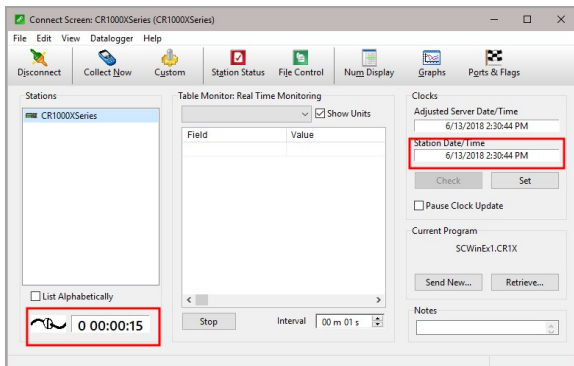 Connect Screen: CR1000XSeries (CR1000XSeries)
File Edit View Datalogger Help
Disconnect Collect Now Custom Station Status File Control Num Display Graphs Ports & Flags
Stations
CR1000XSeries
List Alphabetically
0 00:00:15
Table Monitor: Real Time Monitoring
Show Units
Field Value
Stop Interval 00 m 01 s
Clocks
Adjusted Server Date/Time
6/13/2018 2:30:44 PM
Station Date/Time
6/13/2018 2:30:44 PM
Check Set
Pause Clock Update
Current Program
SCWinEx1.CR1X
Send New... Retrieve...
Notes